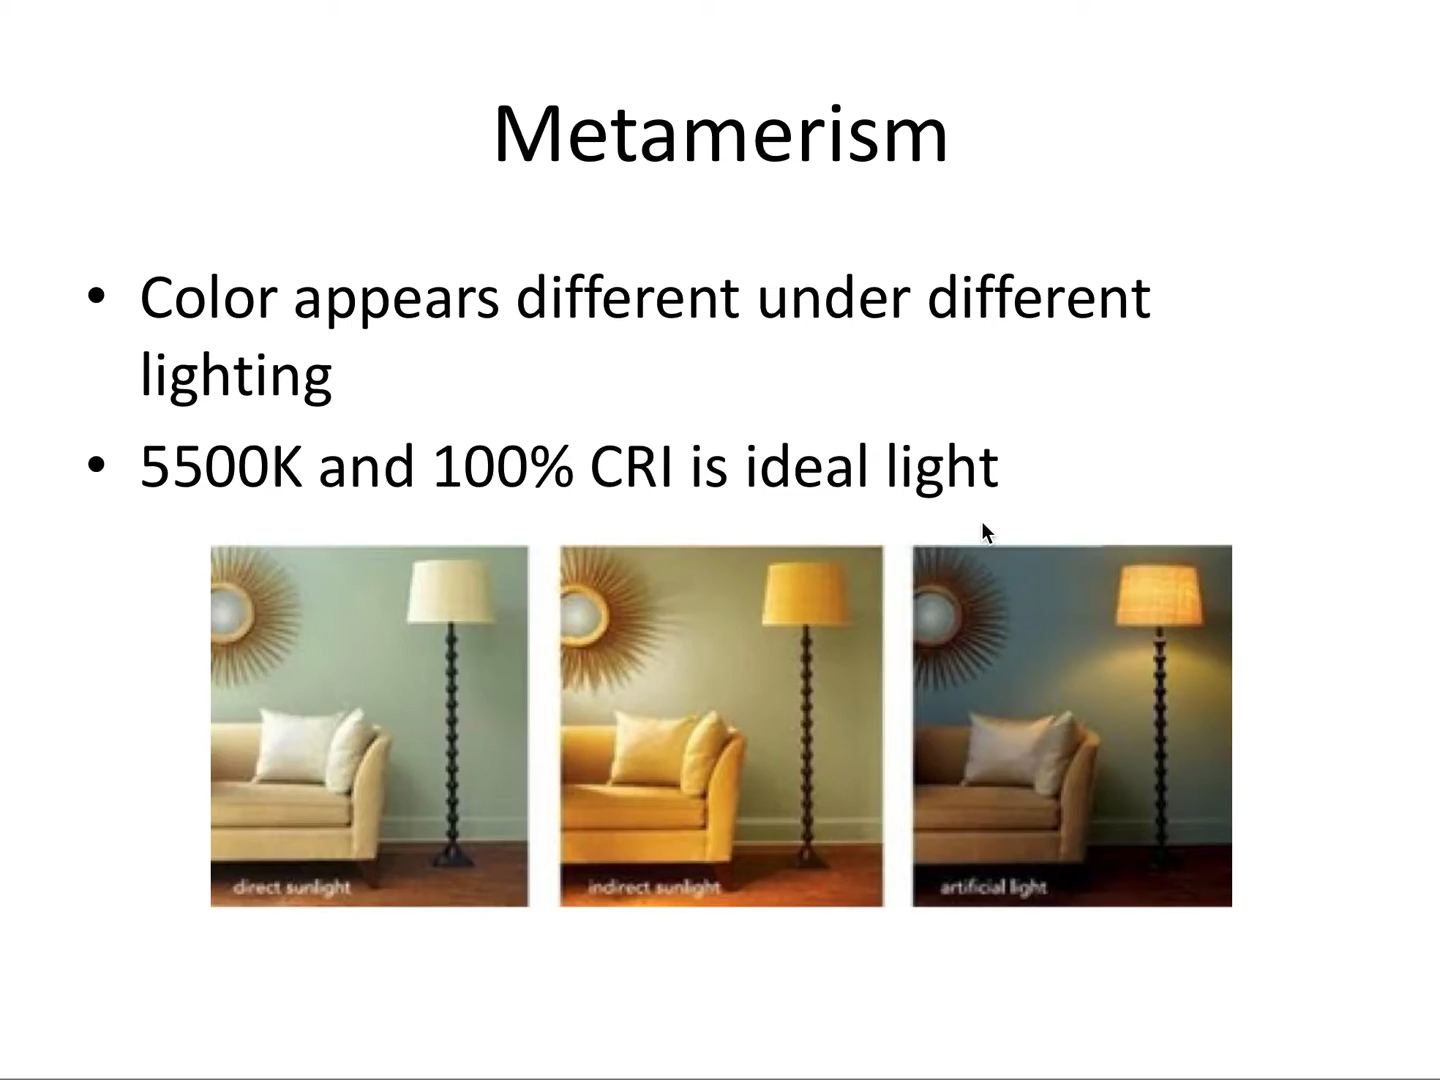 Metamerism
• Color appears different under different
lighting
• 5500K and 100% CRI is ideal light
direct sunlight
indirect sunlight
artificial light